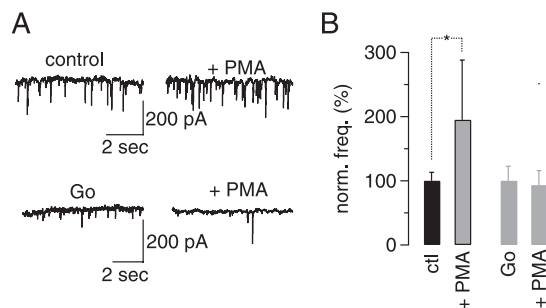 A
control
+ PMA
200 pA
2 sec
Go
+ PMA
200 pA
2 sec
B
norm. freq. (%)
300
200
100
0
*
ctl
+ PMA
Go
+ PMA